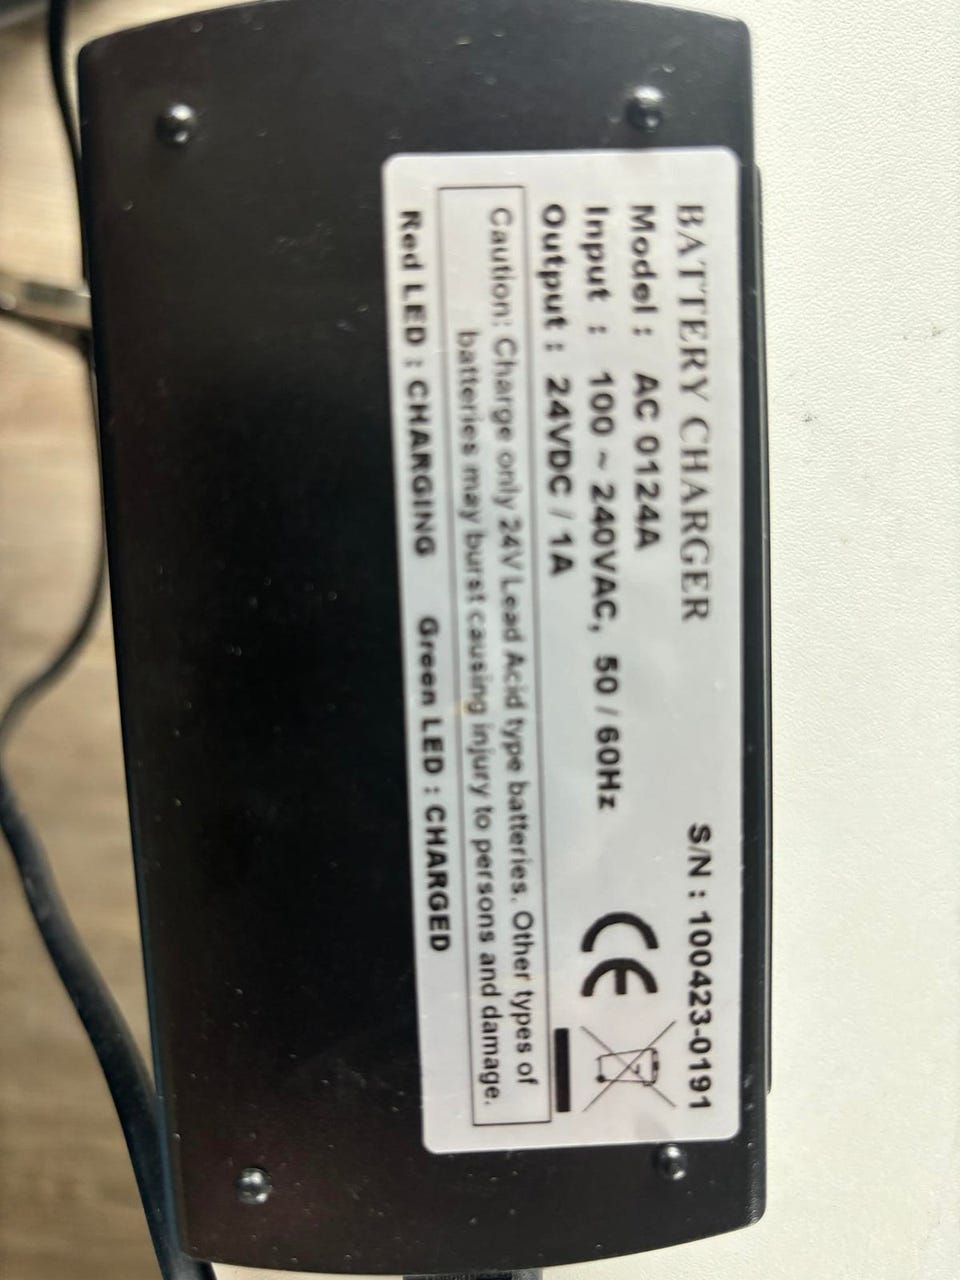 BATTERY CHARGER S/N : 100423-0191
Model : AC 0124A
Input : 100 ~ 240VAC, 50 / 60Hz
Output : 24VDC / 1A
CE
Caution: Charge only 24V Lead Acid type batteries. Other types of
batteries may burst causing injury to persons and damage.
Red LED : CHARGING Green LED : CHARGED